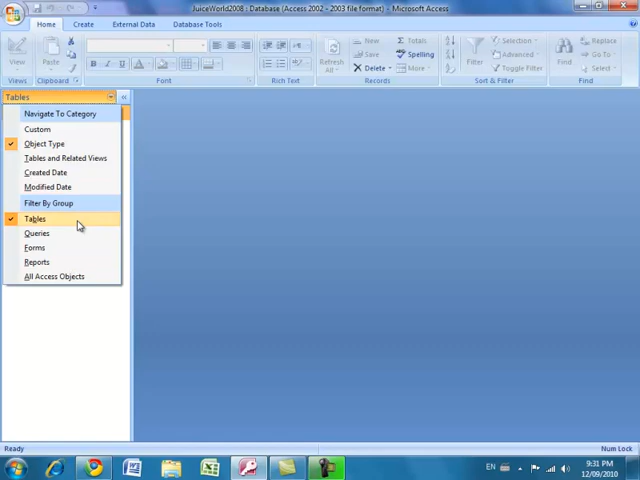 JuiceWorld2008 : Database (Access 2002 - 2003 file format) - Microsoft Access
Home Create External Data Database Tools
View Paste New Totals Selection Replace
Save Spelling Filter Advanced Find Go To
Refresh All Delete More Toggle Filter Select
Views Clipboard Font Rich Text Records Sort & Filter Find
Tables
Navigate To Category
Custom
Object Type
Tables and Related Views
Created Date
Modified Date
Filter By Group
Tables
Queries
Forms
Reports
All Access Objects
Ready Num Lock
EN 9:31 PM
12/09/2010